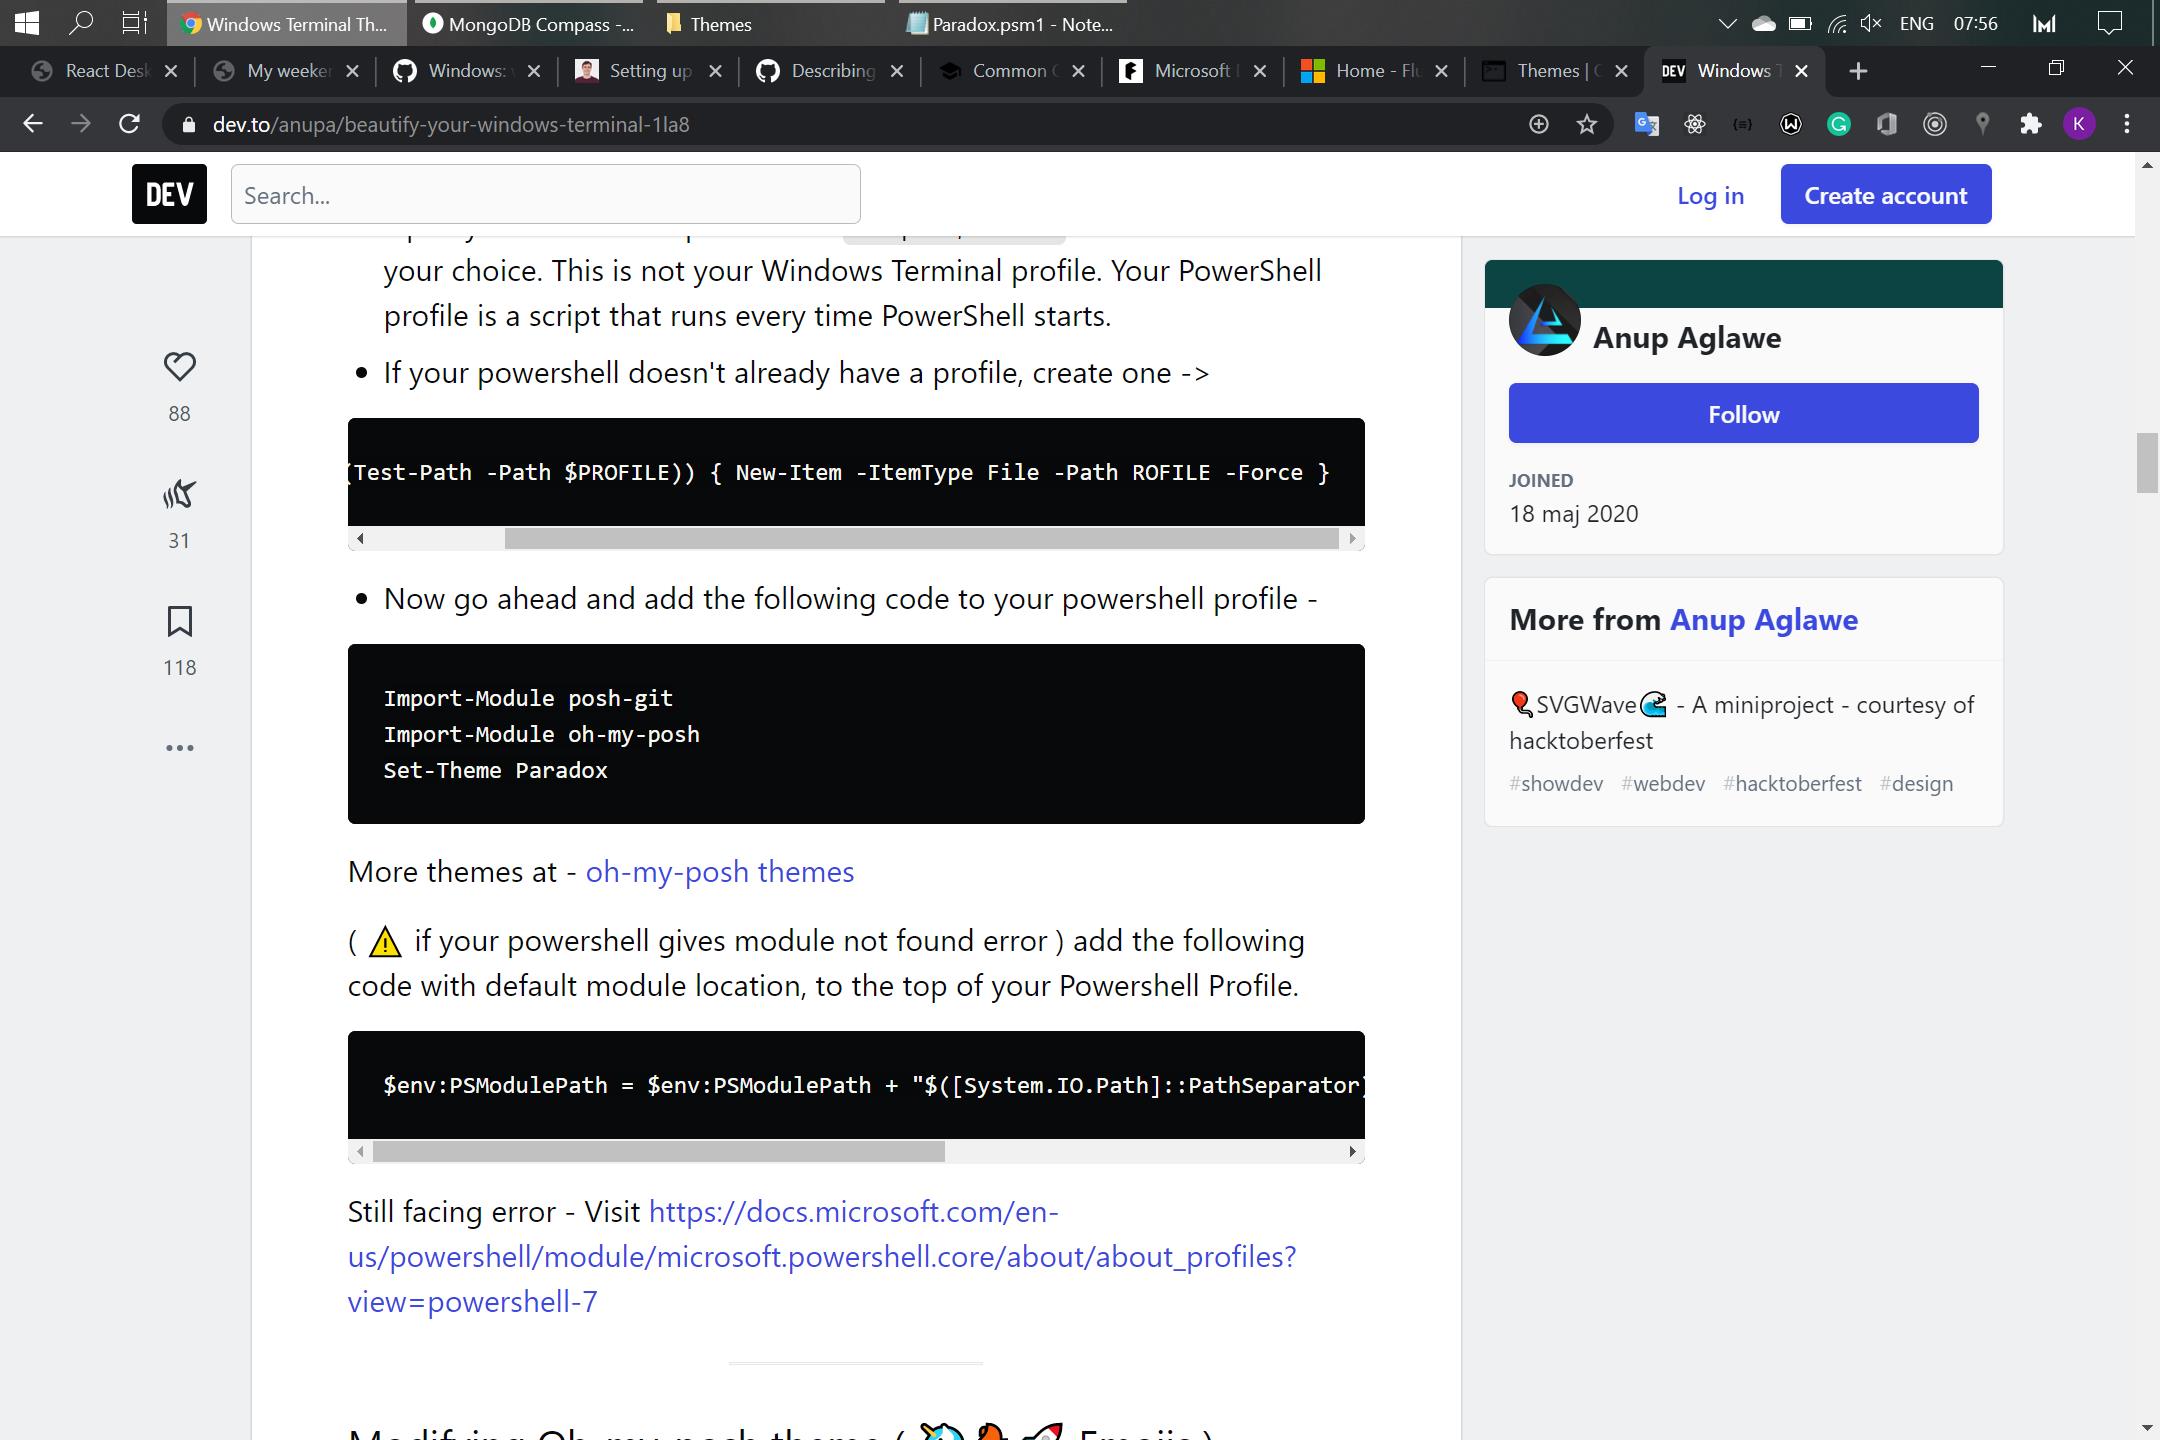 Windows Terminal Th...
MongoDB Compass -...
Themes
Paradox.psm1 - Note...
ENG
07:56
React Desk
My weeken
Windows:
Setting up
Describing
Common
Microsoft
Home - Flu
Themes |
DEV
Windows
dev.to/anupa/beautify-your-windows-terminal-1la8
K
DEV
Search...
Log in
Create account
your choice. This is not your Windows Terminal profile. Your PowerShell
profile is a script that runs every time PowerShell starts.
• If your powershell doesn't already have a profile, create one ->
(Test-Path -Path $PROFILE)) { New-Item -ItemType File -Path ROFILE -Force }
• Now go ahead and add the following code to your powershell profile -
Import-Module posh-git
Import-Module oh-my-posh
Set-Theme Paradox
More themes at - oh-my-posh themes
( ⚠ if your powershell gives module not found error ) add the following
code with default module location, to the top of your Powershell Profile.
$env:PSModulePath = $env:PSModulePath + "$([System.IO.Path]::PathSeparator)
Still facing error - Visit https://docs.microsoft.com/en-
us/powershell/module/microsoft.powershell.core/about/about_profiles?
view=powershell-7
Modifying Oh-my-posh theme ( 🦄🥊🚀 Emojis )
88
31
118
Anup Aglawe
Follow
JOINED
18 maj 2020
More from Anup Aglawe
🎈SVGWave🌊 - A miniproject - courtesy of
hacktoberfest
#showdev #webdev #hacktoberfest #design